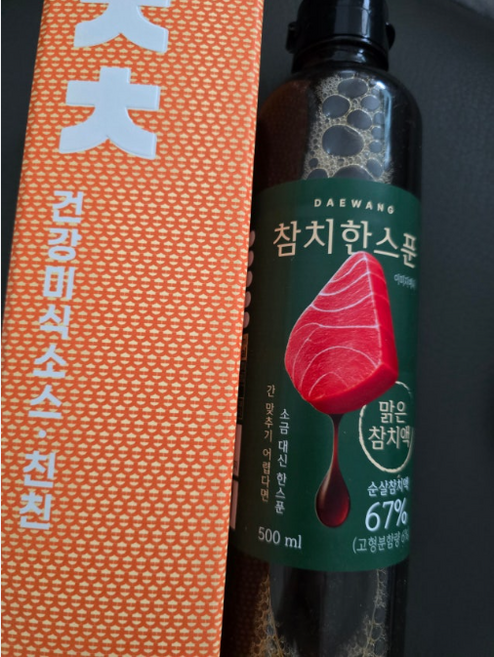 건강미식소스, 친친
DAEWANG
참치한스푼
맑은
참치액
간 맞추기 어렵다면
소금 대신 한스푼
순살참치액
67%
500 ml